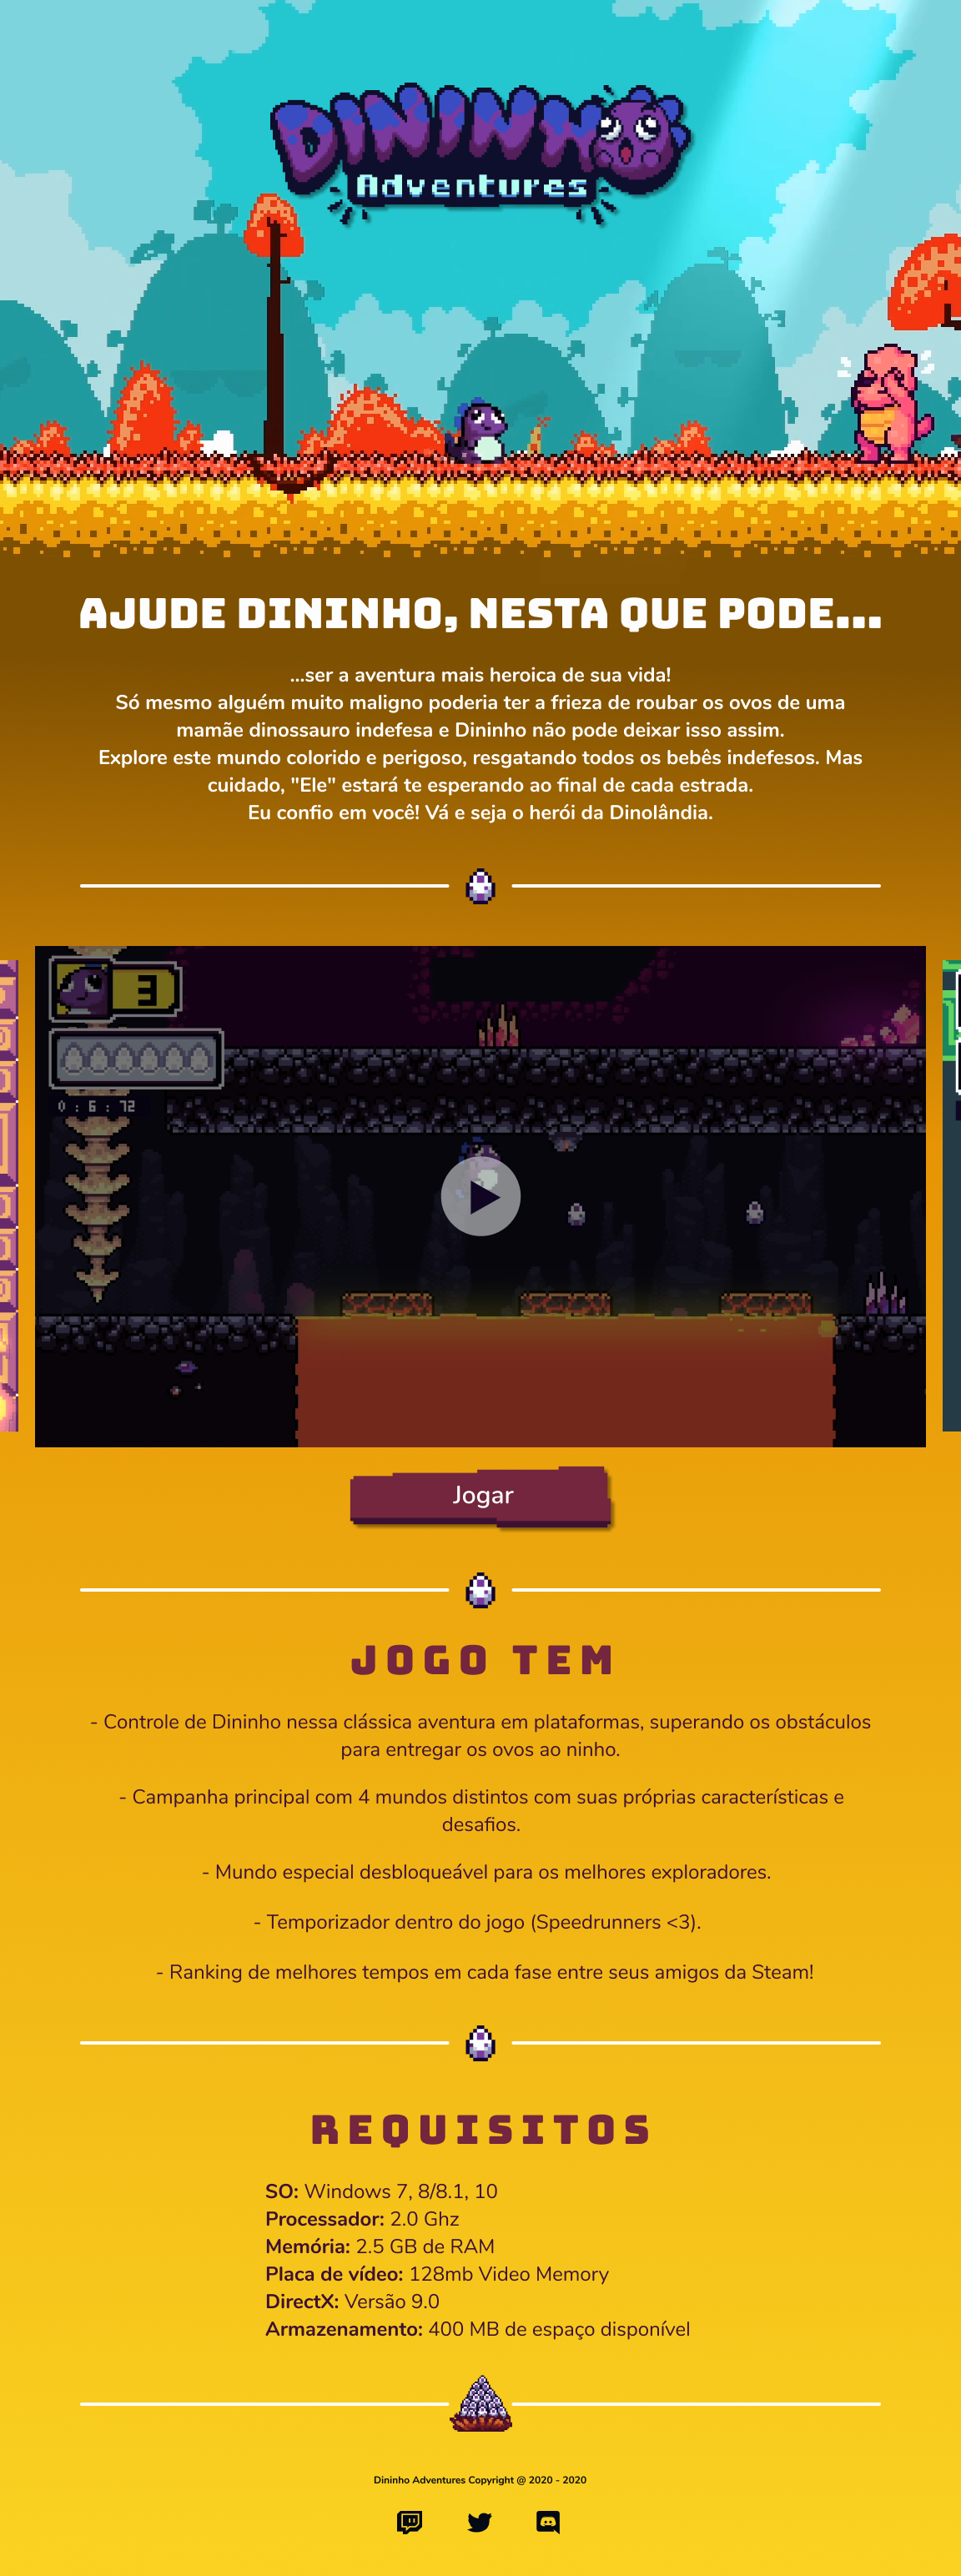 DININHO
Adventures
AJUDE DININHO, NESTA QUE PODE...
...ser a aventura mais heroica de sua vida!
Só mesmo alguém muito maligno poderia ter a frieza de roubar os ovos de uma
mamãe dinossauro indefesa e Dininho não pode deixar isso assim.
Explore este mundo colorido e perigoso, resgatando todos os bebês indefesos. Mas
cuidado, "Ele" estará te esperando ao final de cada estrada.
Eu confio em você! Vá e seja o herói da Dinolândia.
3
0 : 6 : 72
Jogar
JOGO TEM
- Controle de Dininho nessa clássica aventura em plataformas, superando os obstáculos
para entregar os ovos ao ninho.
- Campanha principal com 4 mundos distintos com suas próprias características e
desafios.
- Mundo especial desbloqueável para os melhores exploradores.
- Temporizador dentro do jogo (Speedrunners <3).
- Ranking de melhores tempos em cada fase entre seus amigos da Steam!
REQUISITOS
SO: Windows 7, 8/8.1, 10
Processador: 2.0 Ghz
Memória: 2.5 GB de RAM
Placa de vídeo: 128mb Video Memory
DirectX: Versão 9.0
Armazenamento: 400 MB de espaço disponível
Dininho Adventures Copyright @ 2020 - 2020